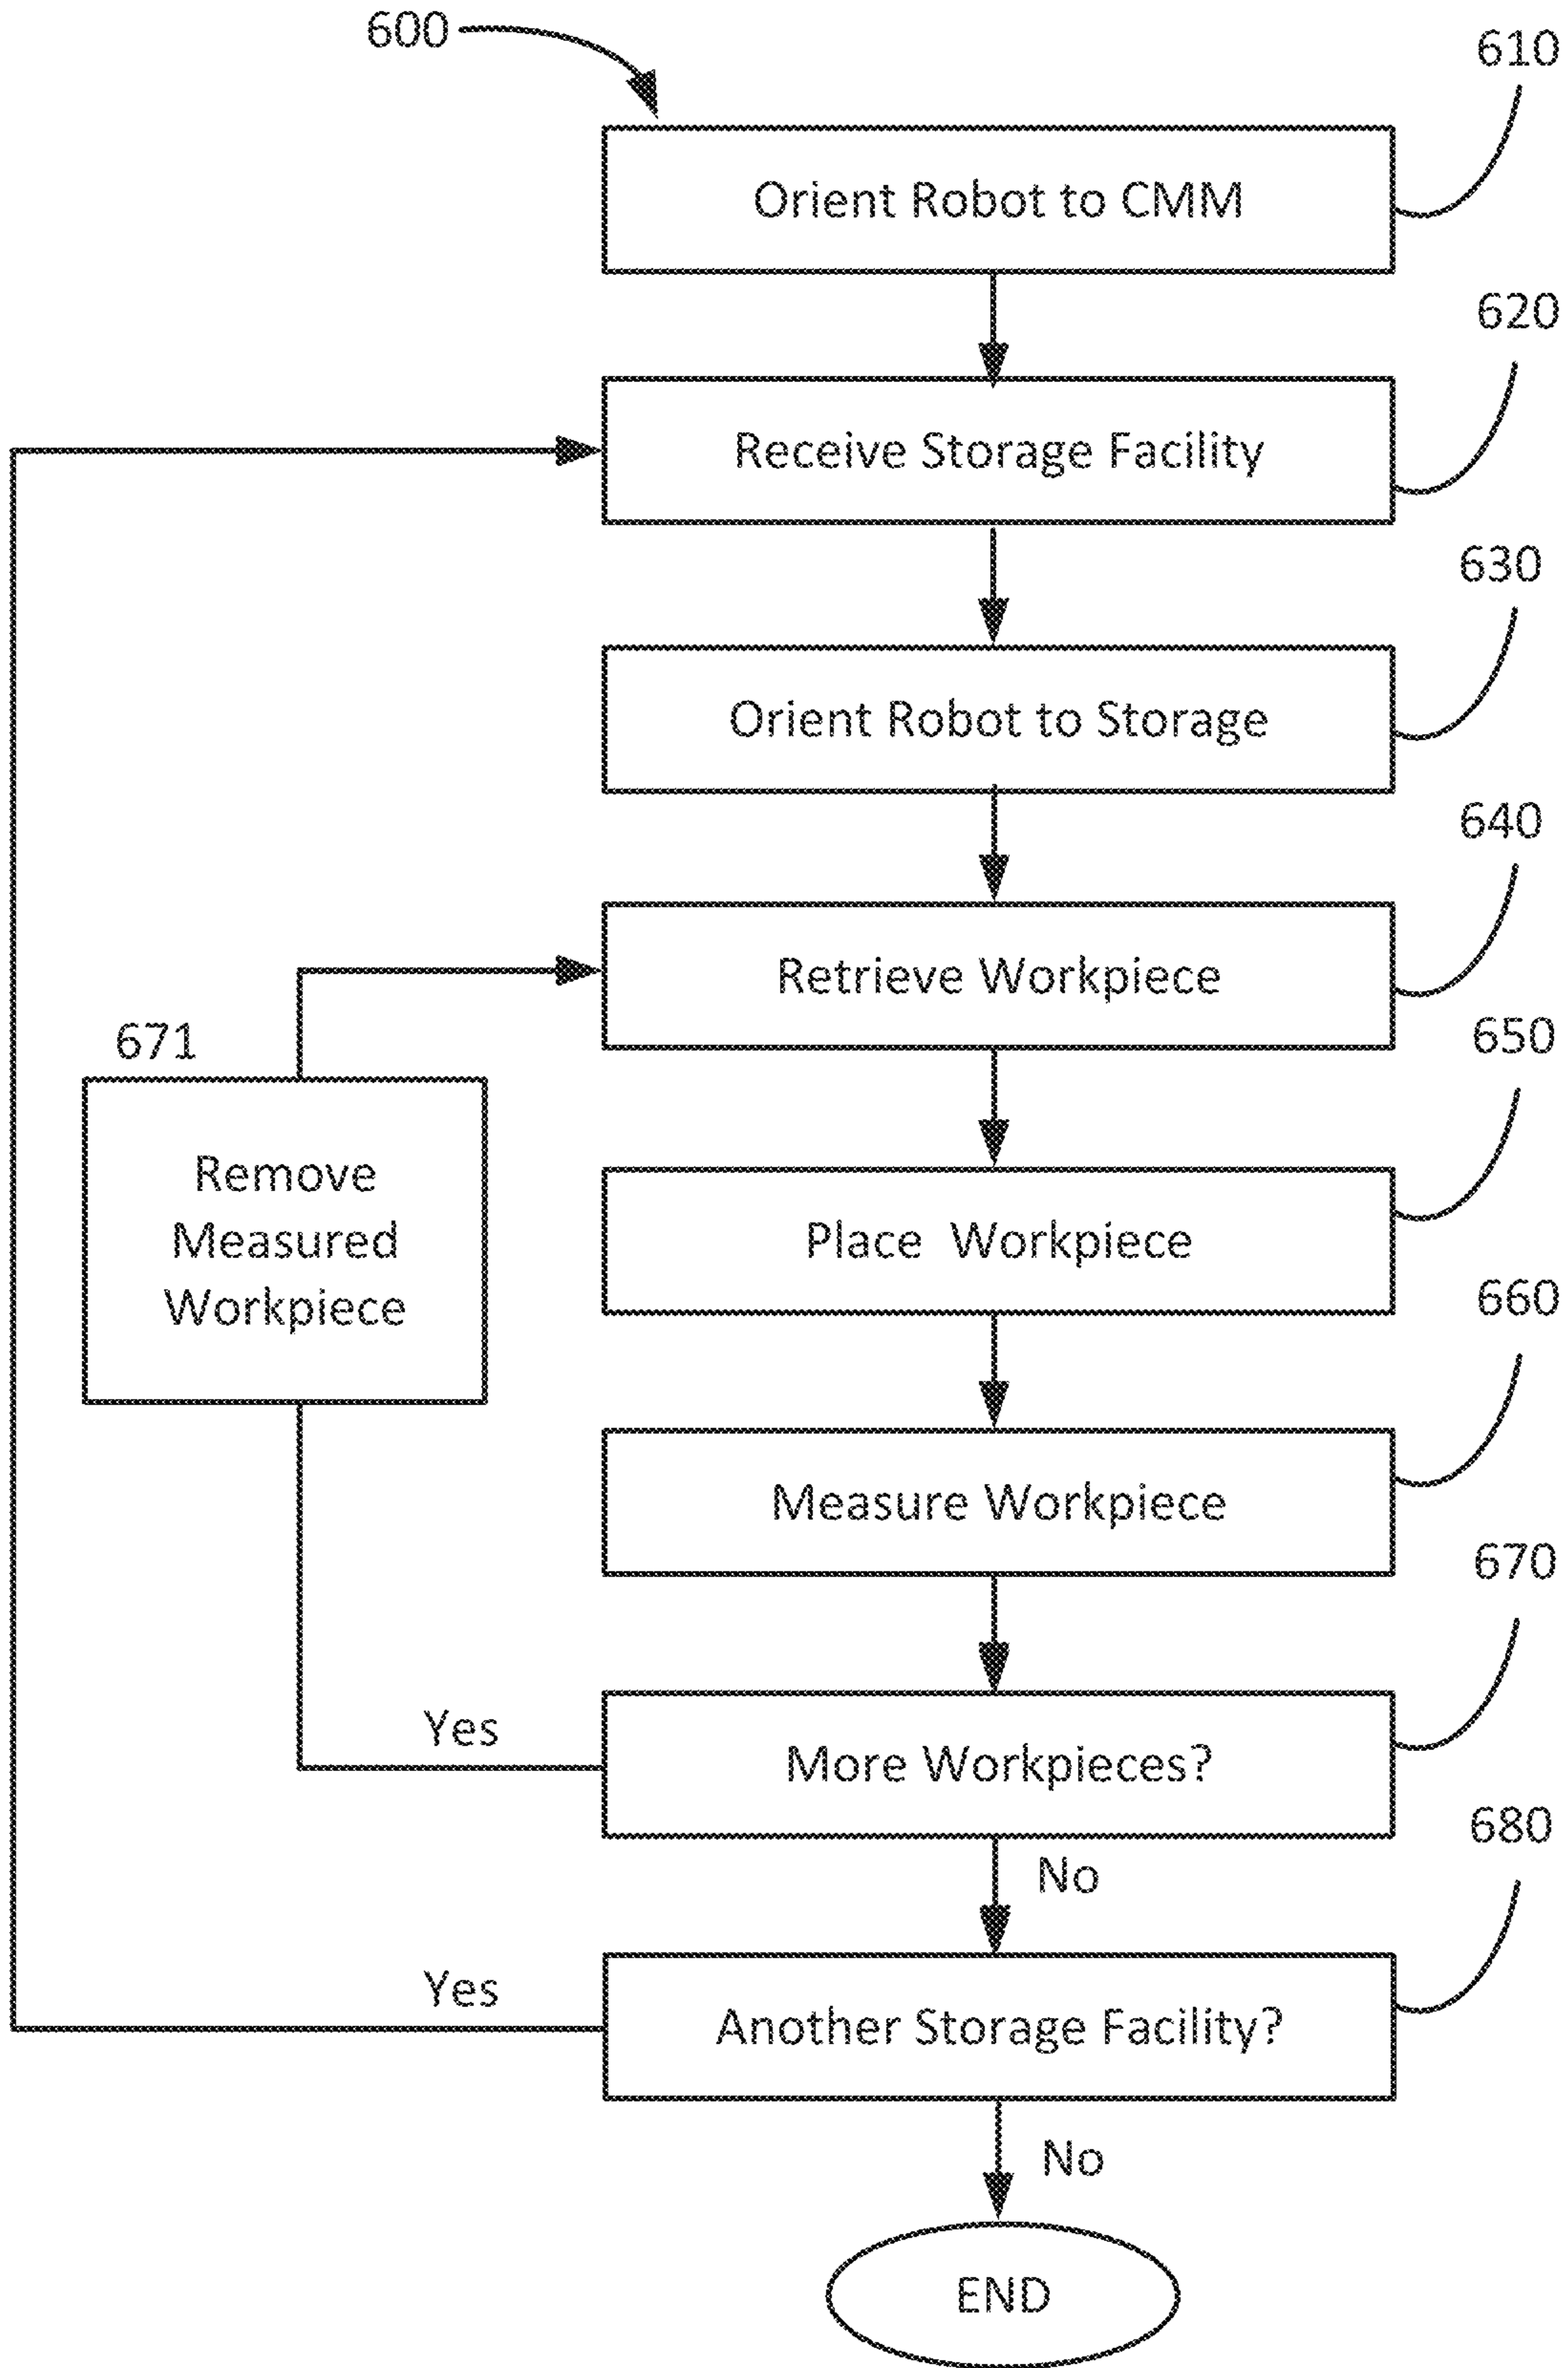 600
610
Orient Robot to CMM
620
Receive Storage Facility
630
Orient Robot to Storage
640
Retrieve Workpiece
671
650
Remove
Measured
Workpiece
Place Workpiece
660
Measure Workpiece
670
Yes
More Workpieces?
680
No
Yes
Another Storage Facility?
No
END